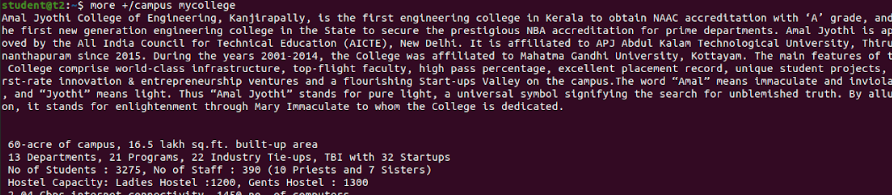 student@t2:~$ more +/campus mycollege
Amal Jyothi College of Engineering, Kanjirapally, is the first engineering college in Kerala to obtain NAAC accreditation with ‘A’ grade, and
he first new generation engineering college in the State to secure the prestigious NBA accreditation for prime departments. Amal Jyothi is ap
oved by the All India Council for Technical Education (AICTE), New Delhi. It is affiliated to APJ Abdul Kalam Technological University, Thiru
nanthapuram since 2015. During the years 2001-2014, the College was affiliated to Mahatma Gandhi University, Kottayam. The main features of t
 College comprise world-class infrastructure, top-flight faculty, high pass percentage, excellent placement record, unique student projects,
rst-rate innovation & entrepreneurship ventures and a flourishing Start-ups Valley on the campus.The word “Amal” means immaculate and inviola
, and “Jyothi” means light. Thus “Amal Jyothi” stands for pure light, a universal symbol signifying the search for unblemished truth. By allu
on, it stands for enlightenment through Mary Immaculate to whom the College is dedicated.
60-acre of campus, 16.5 lakh sq.ft. built-up area
13 Departments, 21 Programs, 22 Industry Tie-ups, TBI with 32 Startups
No of Students : 3275, No of Staff : 390 (10 Priests and 7 Sisters)
Hostel Capacity: Ladies Hostel :1200, Gents Hostel : 1300